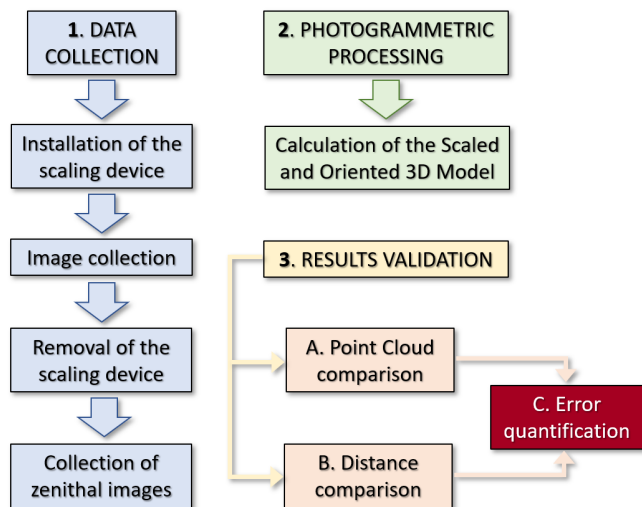 1. DATA
COLLECTION
Installation of the
scaling device
Image collection
Removal of the
scaling device
Collection of
zenithal images
2. PHOTOGRAMMETRIC
PROCESSING
Calculation of the Scaled
and Oriented 3D Model
3. RESULTS VALIDATION
A. Point Cloud
comparison
B. Distance
comparison
C. Error
quantification